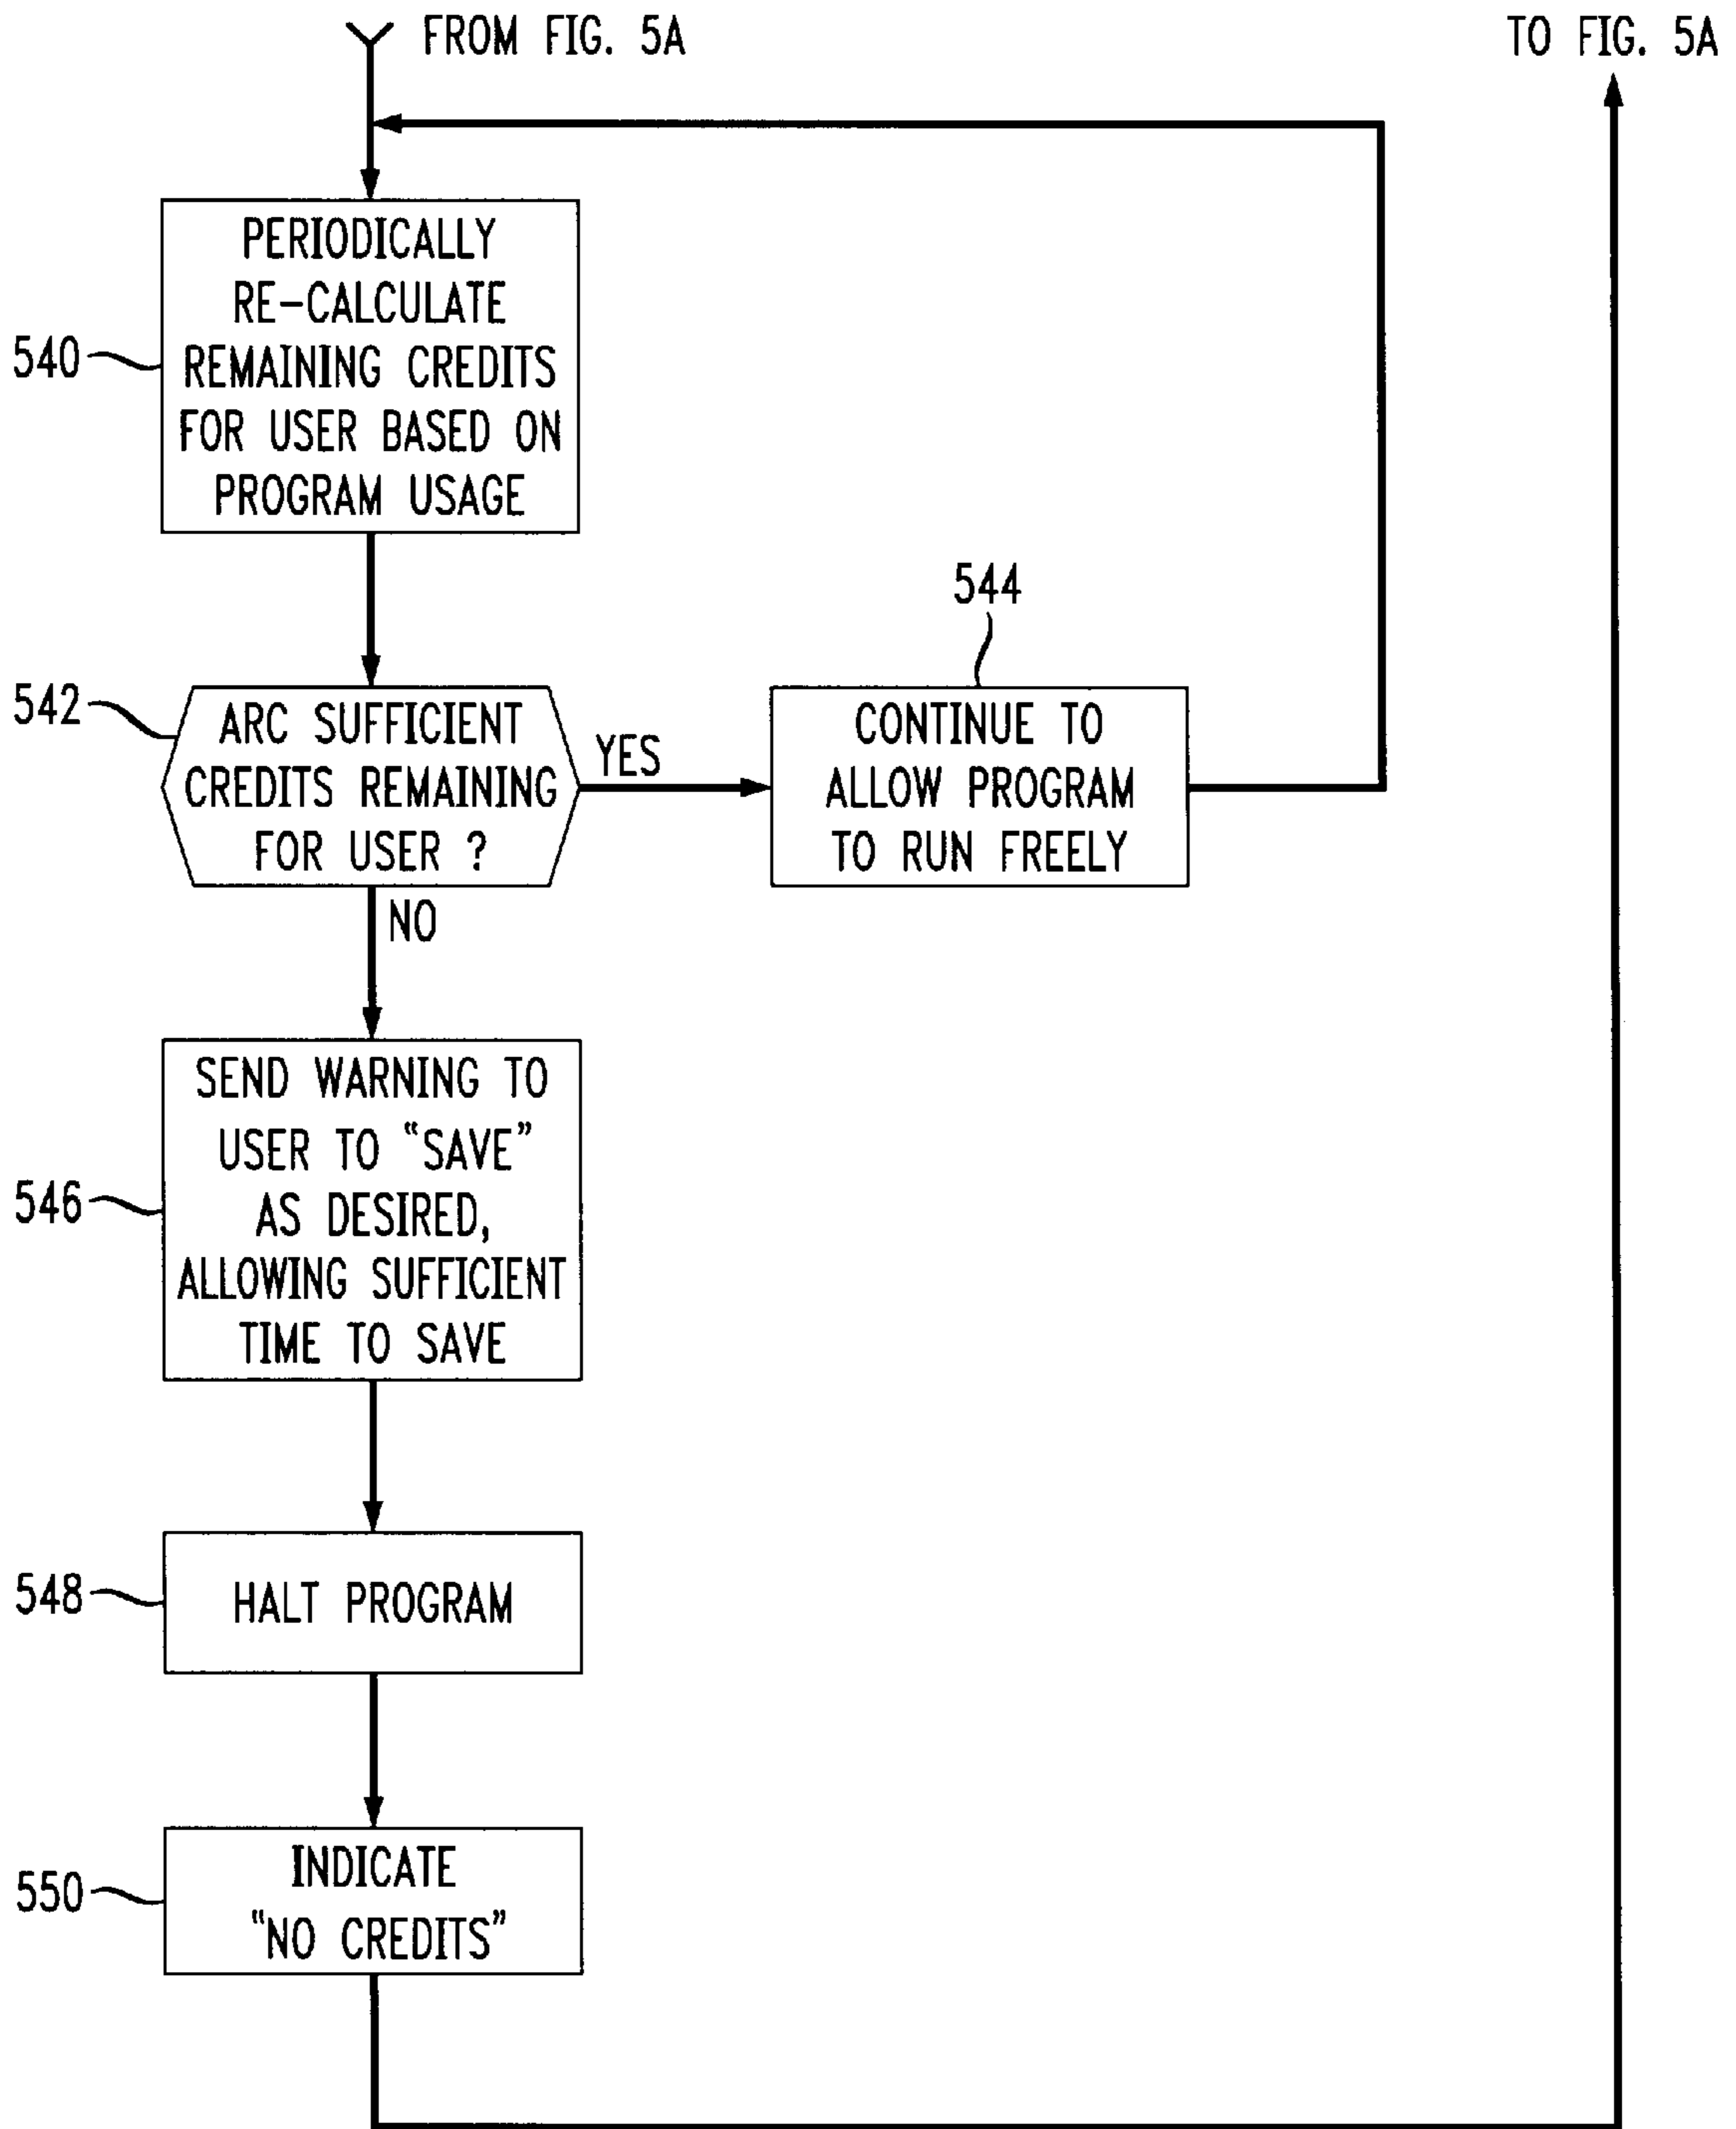 FROM FIG. 5A
TO FIG. 5A
540
PERIODICALLY
RE-CALCULATE
REMAINING CREDITS
FOR USER BASED ON
PROGRAM USAGE
542
ARC SUFFICIENT
CREDITS REMAINING
FOR USER ?
YES
544
CONTINUE TO
ALLOW PROGRAM
TO RUN FREELY
NO
546
SEND WARNING TO
USER TO “SAVE”
AS DESIRED,
ALLOWING SUFFICIENT
TIME TO SAVE
548
HALT PROGRAM
550
INDICATE
“NO CREDITS”